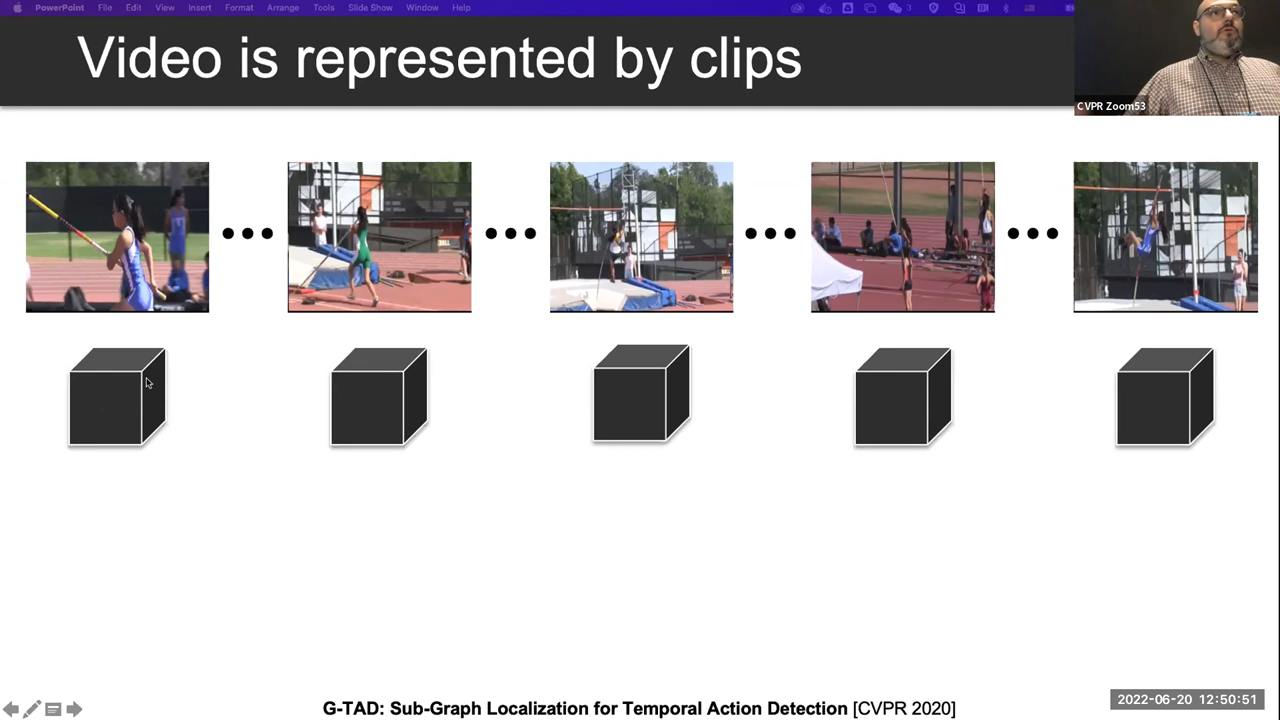 PowerPoint File Edit View Insert Format Arrange Tools Slide Show Window Help 3
Video is represented by clips
CVPR Zoom53
G-TAD: Sub-Graph Localization for Temporal Action Detection [CVPR 2020]
2022-06-20 12:50:51